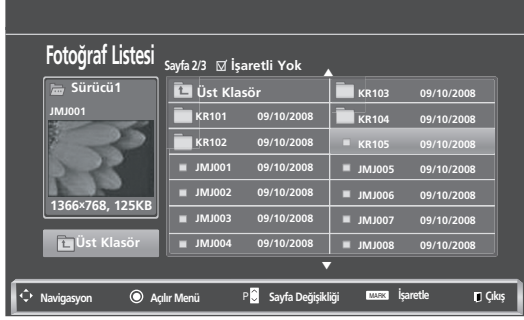 Fotoğraf Listesi
Sayfa 2/3 ☑ İşaretli Yok
Sürücü1
JMJ001
1366×768, 125KB
Üst Klasör
Üst Klasör
KR101 09/10/2008
KR102 09/10/2008
JMJ001 09/10/2008
JMJ002 09/10/2008
JMJ003 09/10/2008
JMJ004 09/10/2008
KR103 09/10/2008
KR104 09/10/2008
KR105 09/10/2008
JMJ005 09/10/2008
JMJ006 09/10/2008
JMJ007 09/10/2008
JMJ008 09/10/2008
Navigasyon Açılır Menü P Sayfa Değişikliği MARK İşaretle Çıkış